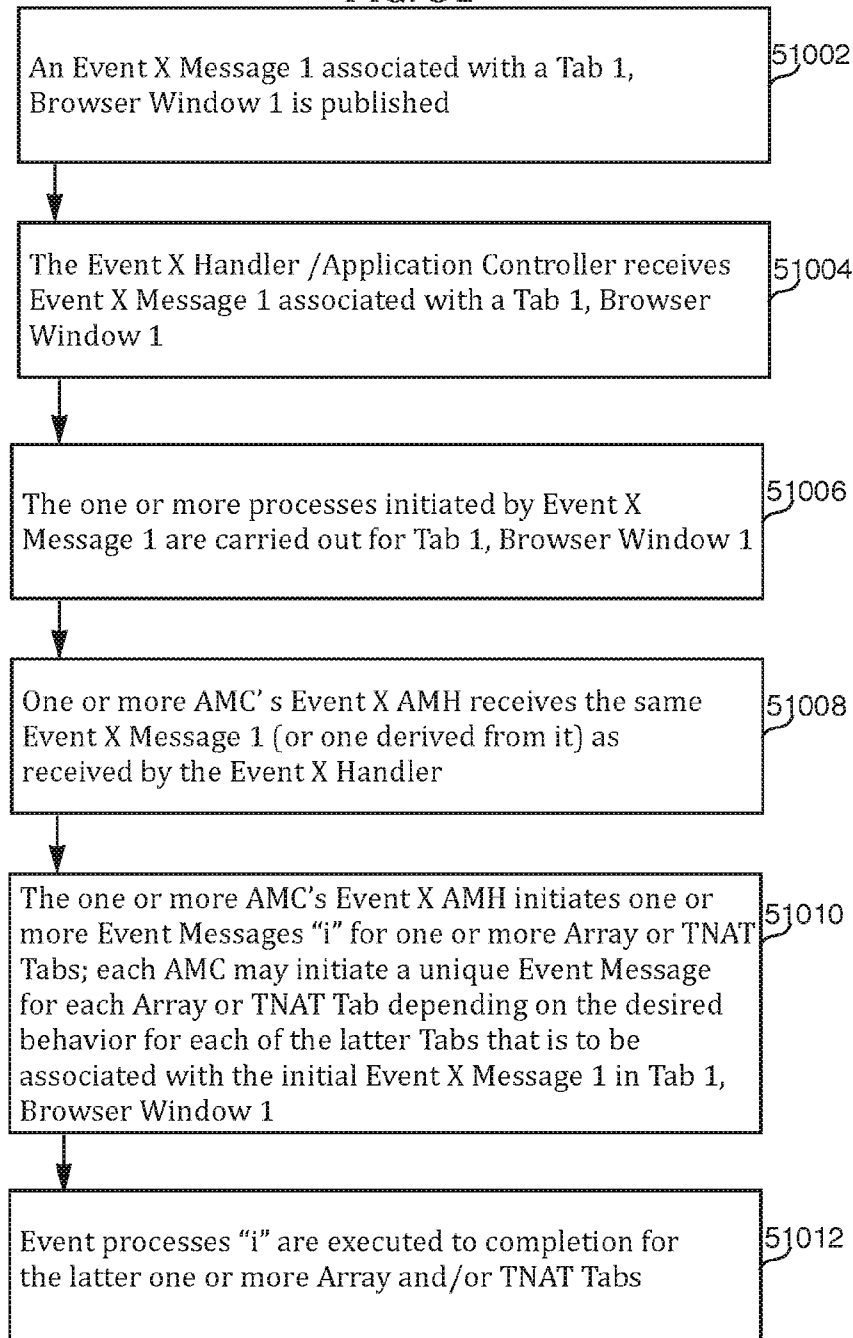 An Event X Message 1 associated with a Tab 1,
Browser Window 1 is published
51002
The Event X Handler /Application Controller receives
Event X Message 1 associated with a Tab 1, Browser
Window 1
51004
The one or more processes initiated by Event X
Message 1 are carried out for Tab 1, Browser Window 1
51006
One or more AMC' s Event X AMH receives the same
Event X Message 1 (or one derived from it) as
received by the Event X Handler
51008
The one or more AMC's Event X AMH initiates one or
more Event Messages “i” for one or more Array or TNAT
Tabs; each AMC may initiate a unique Event Message
for each Array or TNAT Tab depending on the desired
behavior for each of the latter Tabs that is to be
associated with the initial Event X Message 1 in Tab 1,
Browser Window 1
51010
Event processes “i” are executed to completion for
the latter one or more Array and/or TNAT Tabs
51012